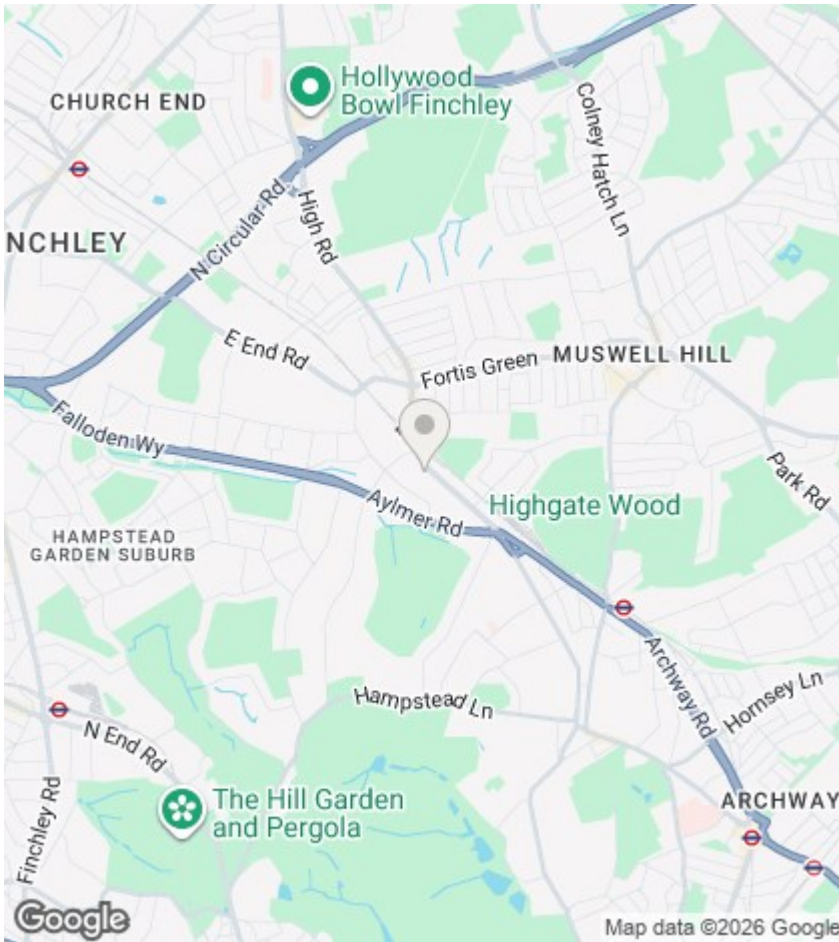 Hollywood
Bowl Finchley
CHURCH END
Colney Hatch Ln
High Rd
N Circular Rd
NCHLEY
E End Rd
Fortis Green
MUSWELL HILL
Falloden Wy
Park Rd
Aylmer Rd
Highgate Wood
HAMPSTEAD
GARDEN SUBURB
Archway Rd
Hornsey Ln
Hampstead Ln
N End Rd
Finchley Rd
The Hill Garden
and Pergola
ARCHWAY
Google
Map data ©2026 Google